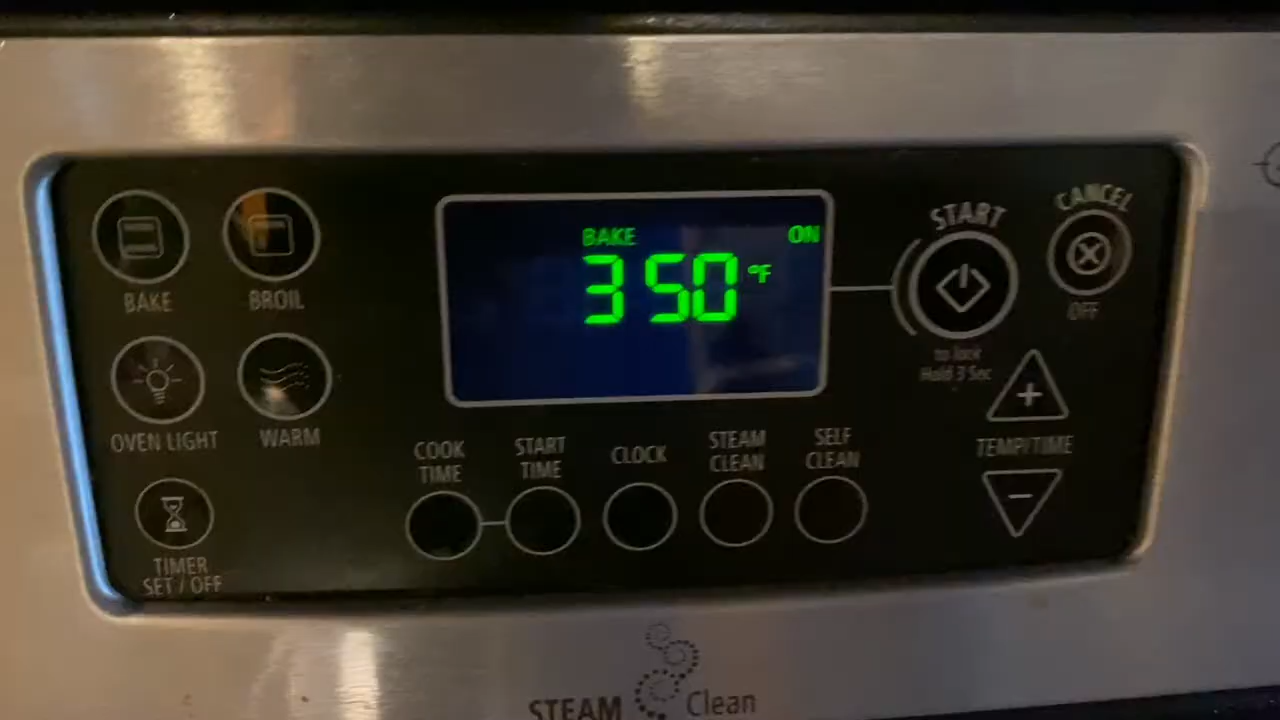 BAKE
BROIL
OVEN LIGHT
WARM
TIMER
SET / OFF
BAKE ON
350°F
COOK
TIME
START
TIME
CLOCK
STEAM
CLEAN
SELF
CLEAN
START
to lock
Hold 3 Sec
CANCEL
OFF
+
TEMP/TIME
−
STEAM Clean